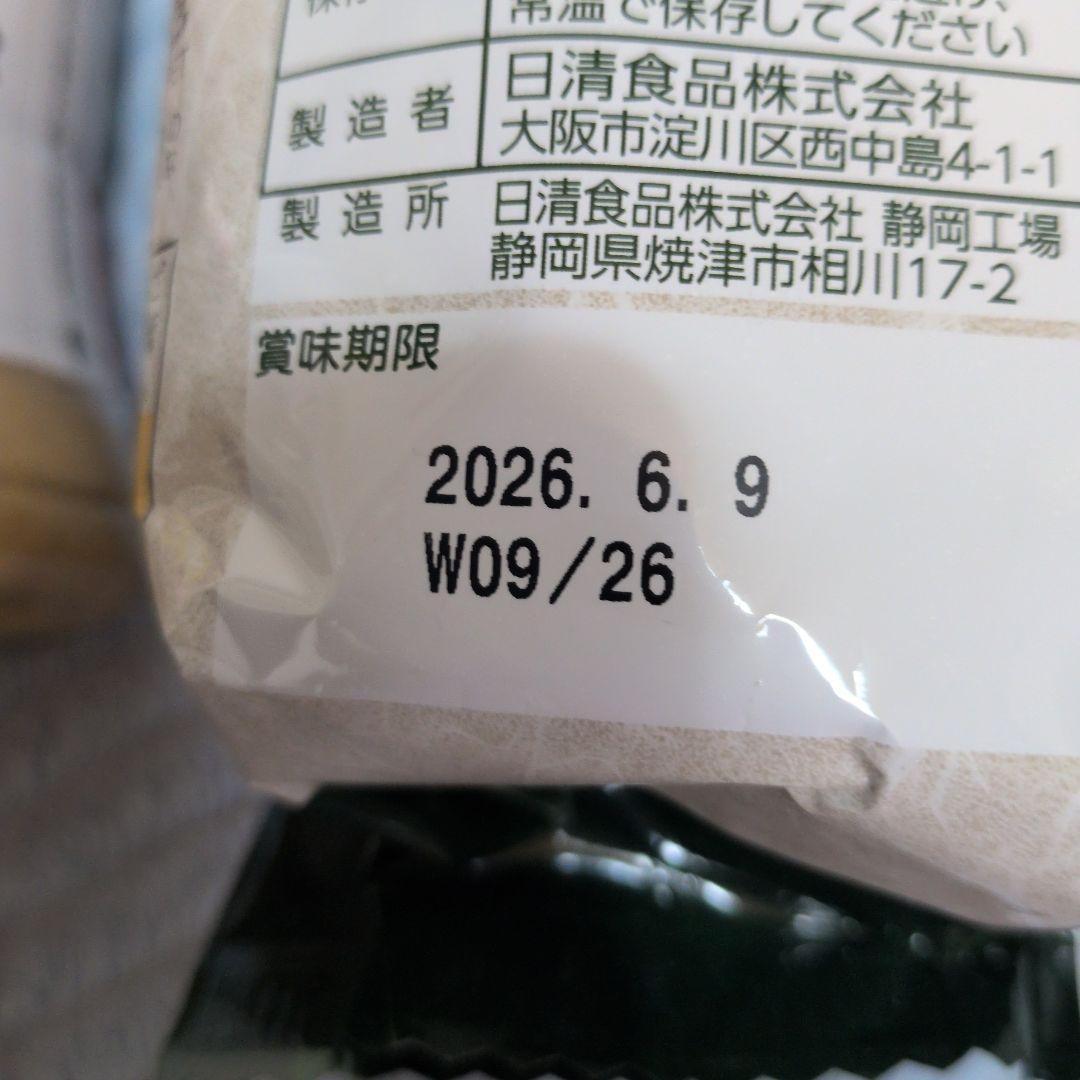 常温で保存してください
製造者
日清食品株式会社
大阪市淀川区西中島4-1-1
製造所
日清食品株式会社 静岡工場
静岡県焼津市相川17-2
賞味期限
2026. 6. 9
W09/26